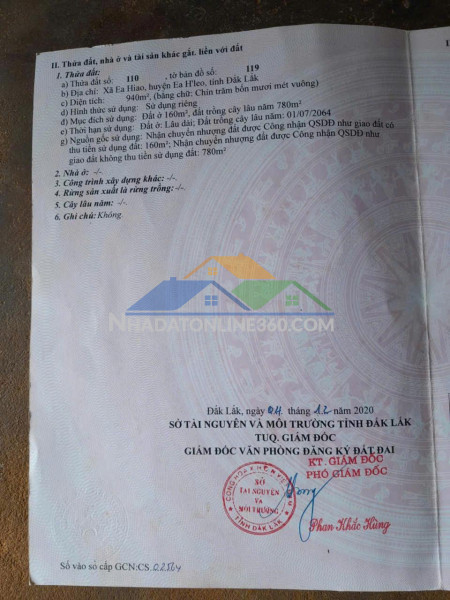 II. Thửa đất, nhà ở và tài sản khác gắn liền với đất
1. Thửa đất:
a) Thửa đất số: 110, tờ bản đồ số: 119
b) Địa chỉ: Xã Ea Hiao, huyện Ea H'leo, tỉnh Đắk Lắk
c) Diện tích: 940m², (bằng chữ: Chín trăm bốn mươi mét vuông)
d) Hình thức sử dụng: Sử dụng riêng
đ) Mục đích sử dụng: Đất ở 160m², đất trồng cây lâu năm 780m²
e) Thời hạn sử dụng: Đất ở: Lâu dài; Đất trồng cây lâu năm: 01/07/2064
g) Nguồn gốc sử dụng: Nhận chuyển nhượng đất được Công nhận QSDĐ như giao đất có
thu tiền sử dụng đất: 160m²; Nhận chuyển nhượng đất được Công nhận QSDĐ như
giao đất không thu tiền sử dụng đất: 780m²
2. Nhà ở: -/-
3. Công trình xây dựng khác: -/-
4. Rừng sản xuất là rừng trồng: -/-
5. Cây lâu năm: -/-
6. Ghi chú: Không.
NHADATONLINE360.COM
Đắk Lắk, ngày 04 tháng 12 năm 2020
SỞ TÀI NGUYÊN VÀ MÔI TRƯỜNG TỈNH ĐẮK LẮK
TUQ. GIÁM ĐỐC
GIÁM ĐỐC VĂN PHÒNG ĐĂNG KÝ ĐẤT ĐAI
KT. GIÁM ĐỐC
PHÓ GIÁM ĐỐC
SỞ
TÀI NGUYÊN
VÀ
MÔI TRƯỜNG
TỈNH ĐẮK LẮK
Phan Khắc Hùng
Số vào sổ cấp GCN:CS